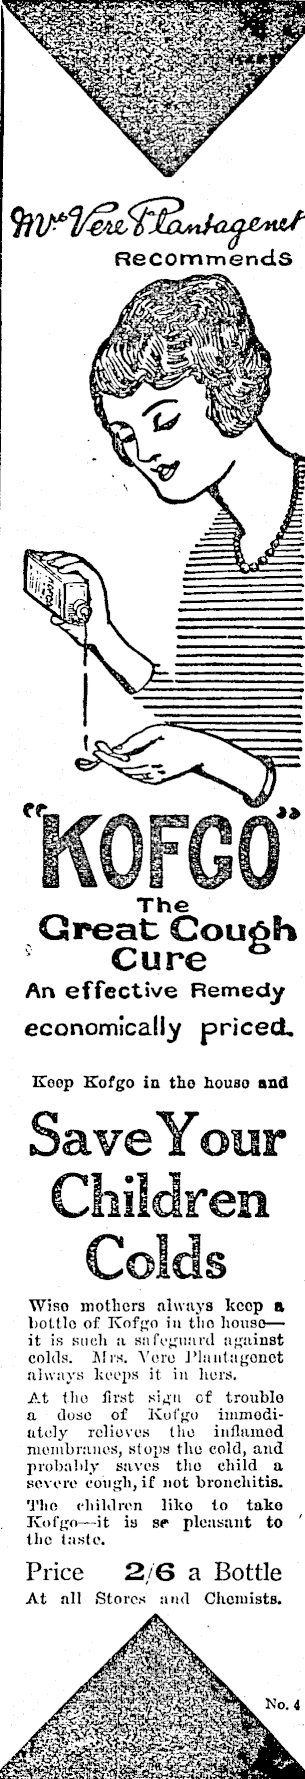 Mrs. Vere Plantagenet
Recommends
"KOFGO"
The
Great Cough
Cure
An effective Remedy
economically priced.
Keep Kofgo in the house and
Save Your
Children
Colds
Wise mothers always keep a
bottle of Kofgo in the house—
it is such a safeguard against
colds. Mrs. Vere Plantagenet
always keeps it in hers.
At the first sign of trouble
a dose of Kofgo immedi-
ately relieves the inflamed
membranes, stops the cold, and
probably saves the child a
severe cough, if not bronchitis.
The children like to take
Kofgo—it is so pleasant to
the taste.
Price 2/6 a Bottle
At all Stores and Chemists.
No. 4